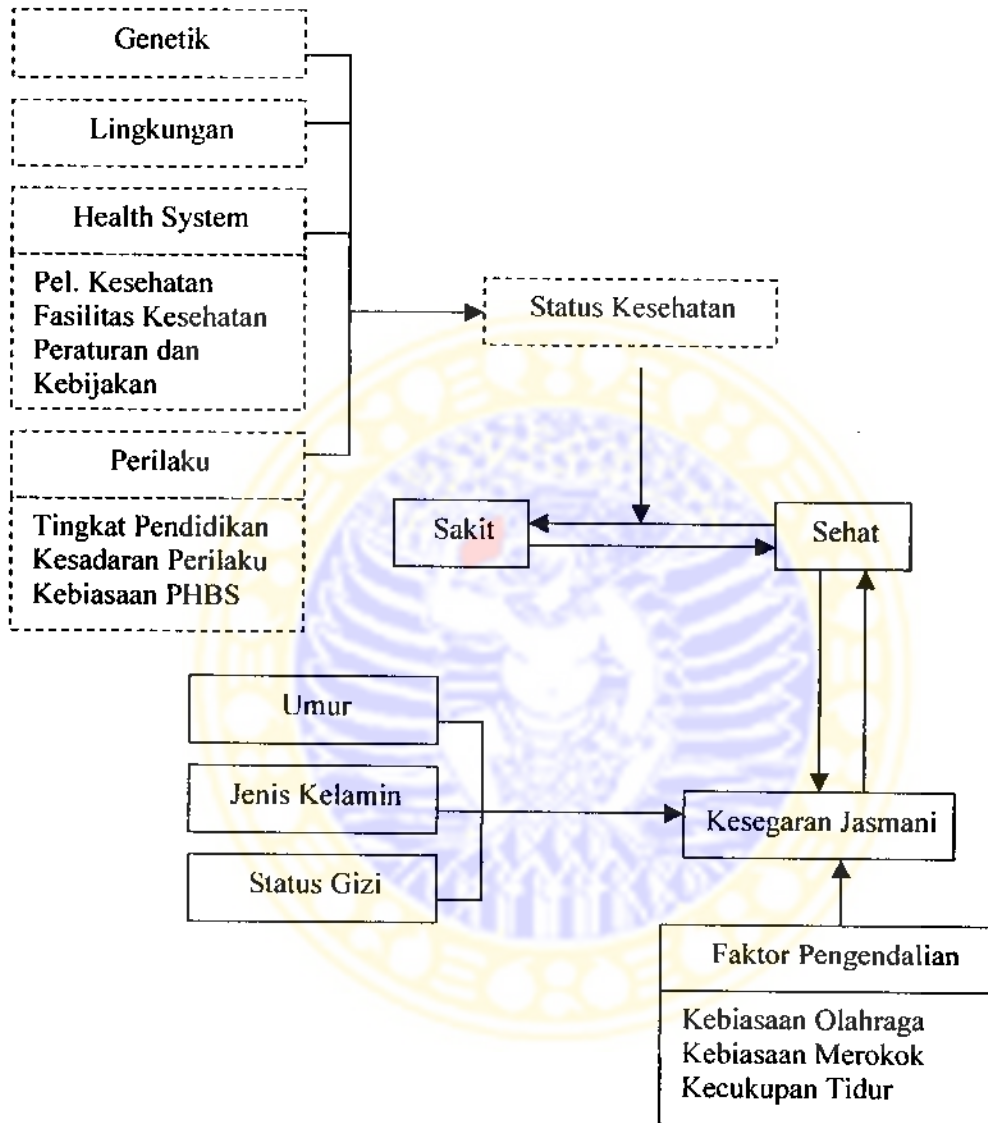 Genetik
Lingkungan
Health System
Pel. Kesehatan
Fasilitas Kesehatan
Peraturan dan
Kebijakan
Perilaku
Tingkat Pendidikan
Kesadaran Perilaku
Kebiasaan PHBS
Status Kesehatan
Sakit
Sehat
Umur
Jenis Kelamin
Status Gizi
Kesegaran Jasmani
Faktor Pengendalian
Kebiasaan Olahraga
Kebiasaan Merokok
Kecukupan Tidur